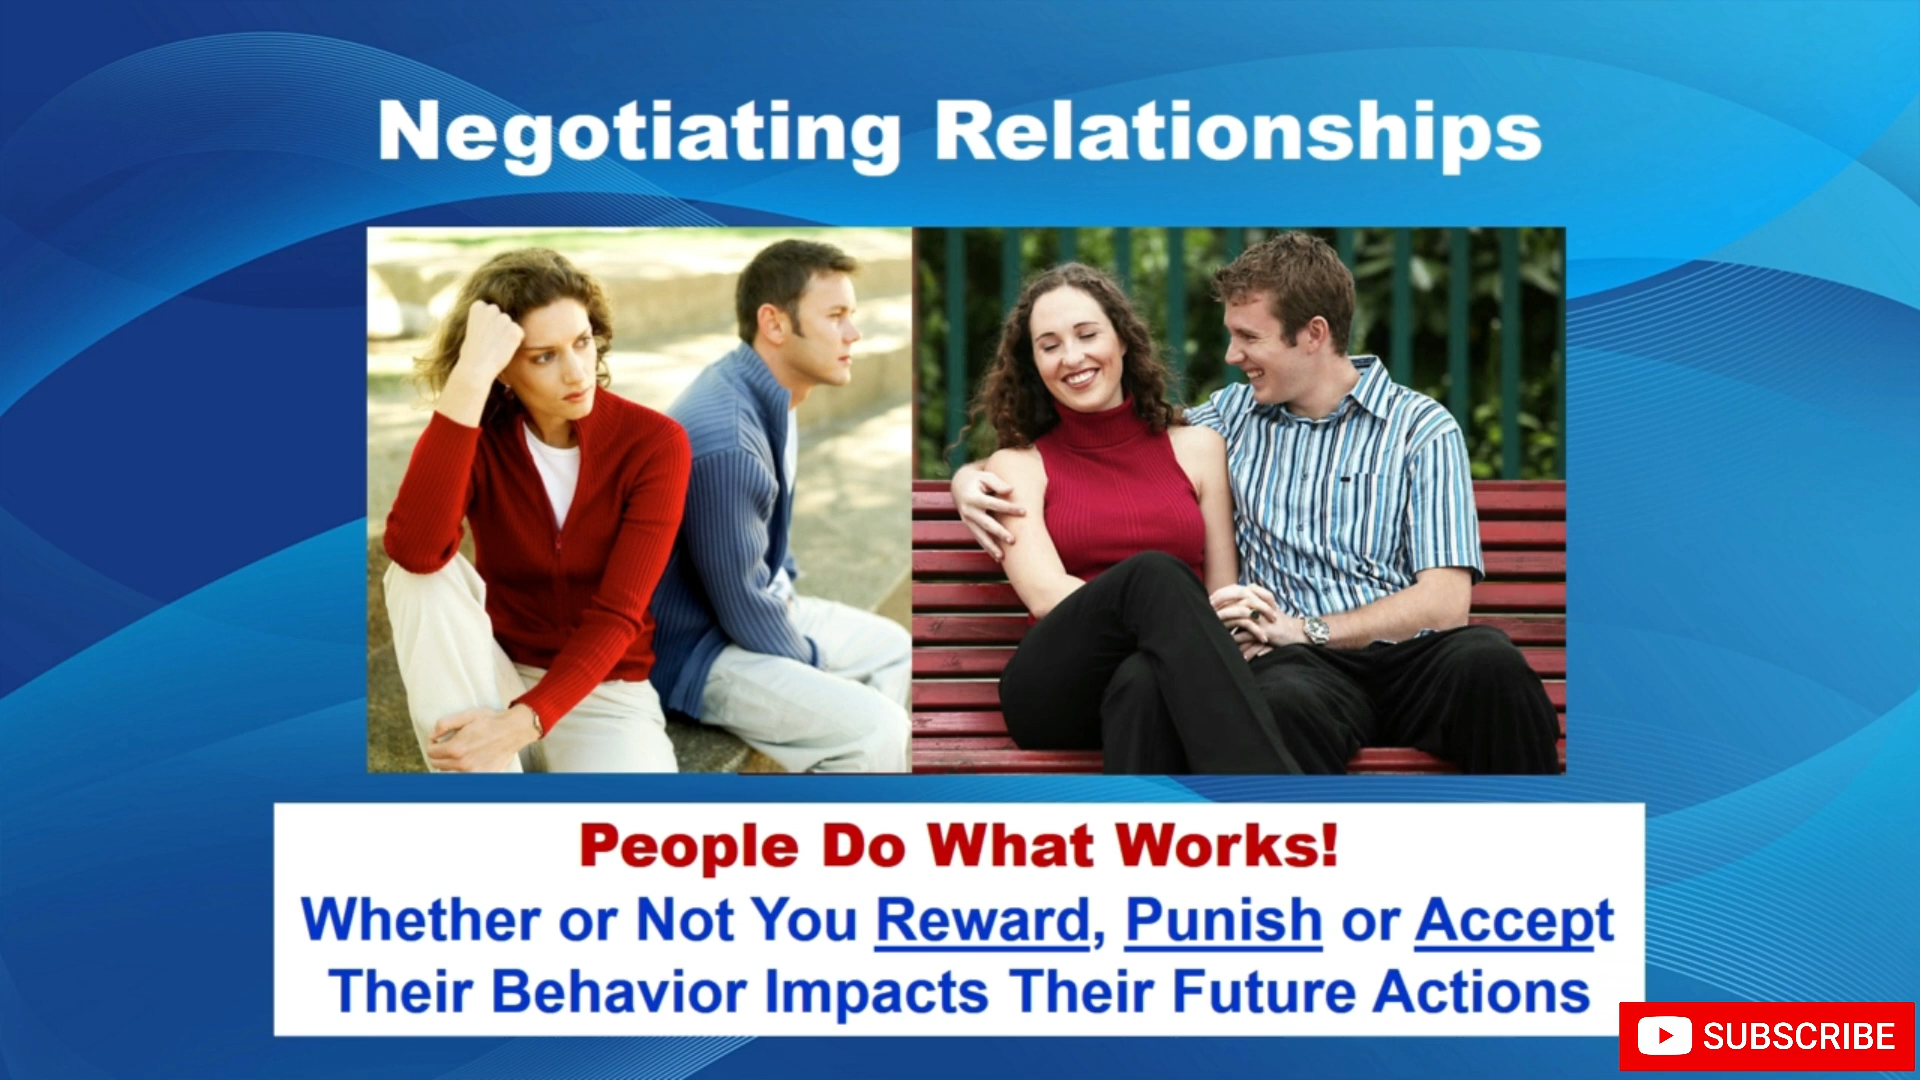 Negotiating Relationships
People Do What Works!
Whether or Not You Reward, Punish or Accept
Their Behavior Impacts Their Future Actions
SUBSCRIBE